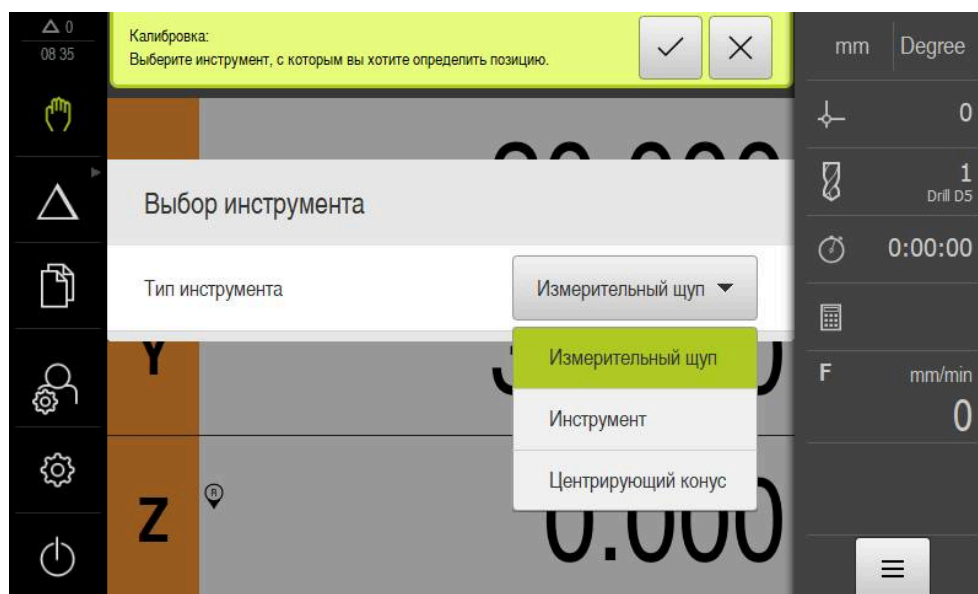 0
08 35
Калибровка:
Выберите инструмент, с которым вы хотите определить позицию.
mm Degree
0
1
Drill D5
0:00:00
Выбор инструмента
Тип инструмента
Измерительный щуп
Измерительный щуп
Инструмент
Центрирующий конус
Y
F mm/min
0
Z
R
0.000